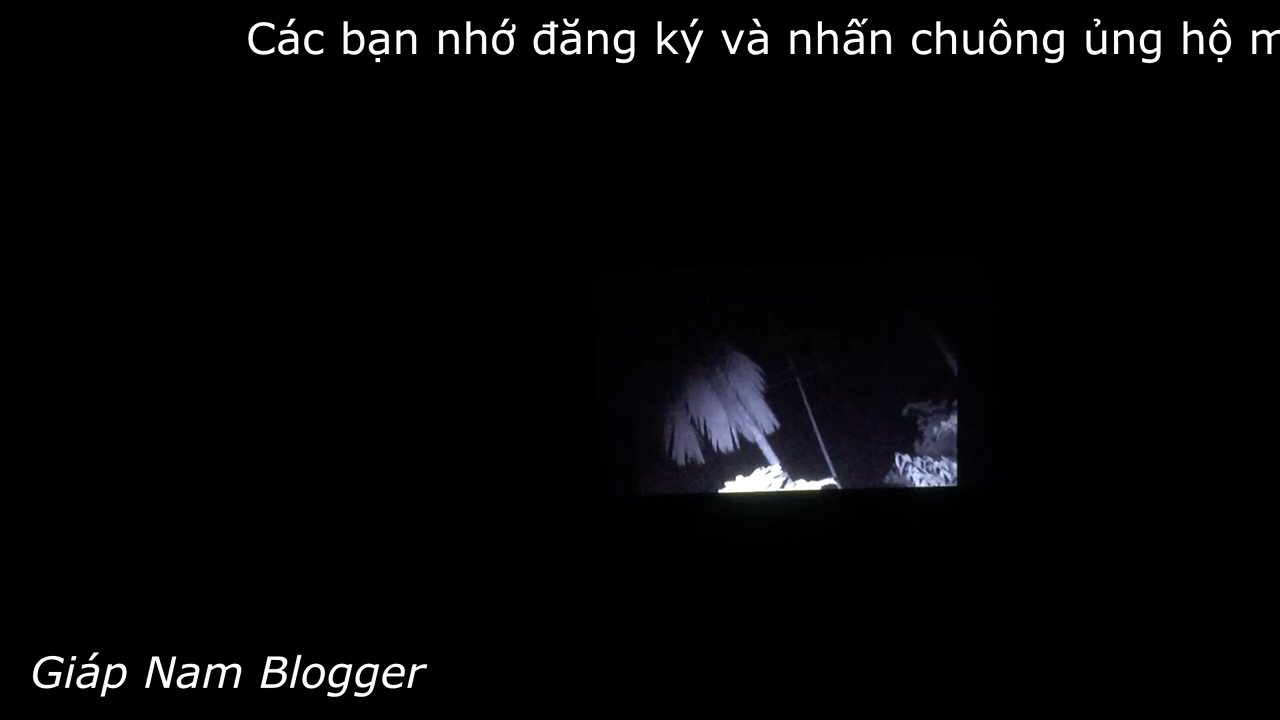 Các bạn nhớ đăng ký và nhấn chuông ủng hộ
Giáp Nam Blogger